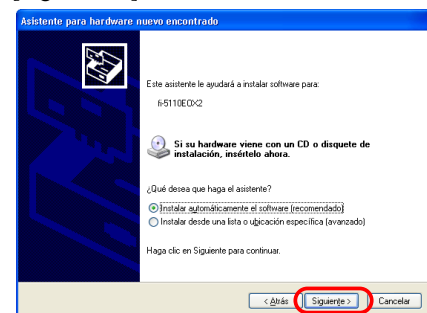 Asistente para hardware nuevo encontrado
Este asistente le ayudará a instalar software para:
fi-5110EOX2
Si su hardware viene con un CD o disquete de
instalación, insértelo ahora.
¿Qué desea que haga el asistente?
Instalar automáticamente el software (recomendado)
Instalar desde una lista o ubicación específica (avanzado)
Haga clic en Siguiente para continuar.
< Atrás
Siguiente >
Cancelar